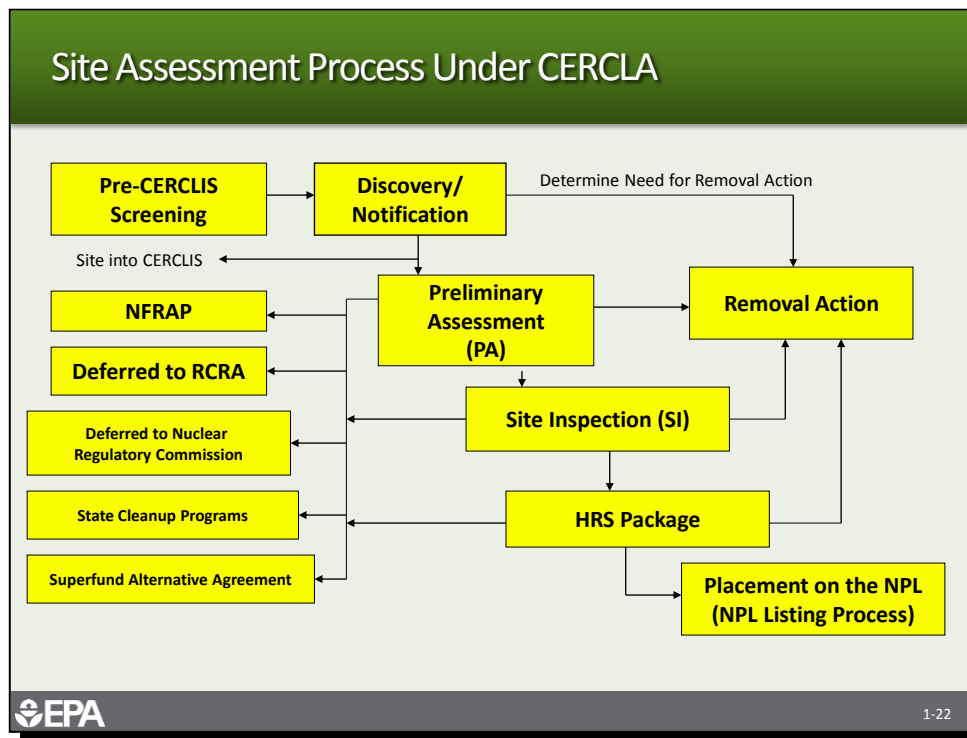 Site Assessment Process Under CERCLA
Pre-CERCLIS
Screening
Discovery/
Notification
Determine Need for Removal Action
Site into CERCLIS
Preliminary
Assessment
(PA)
Removal Action
NFRAP
Deferred to RCRA
Site Inspection (SI)
Deferred to Nuclear
Regulatory Commission
State Cleanup Programs
HRS Package
Superfund Alternative Agreement
Placement on the NPL
(NPL Listing Process)
EPA
1-22